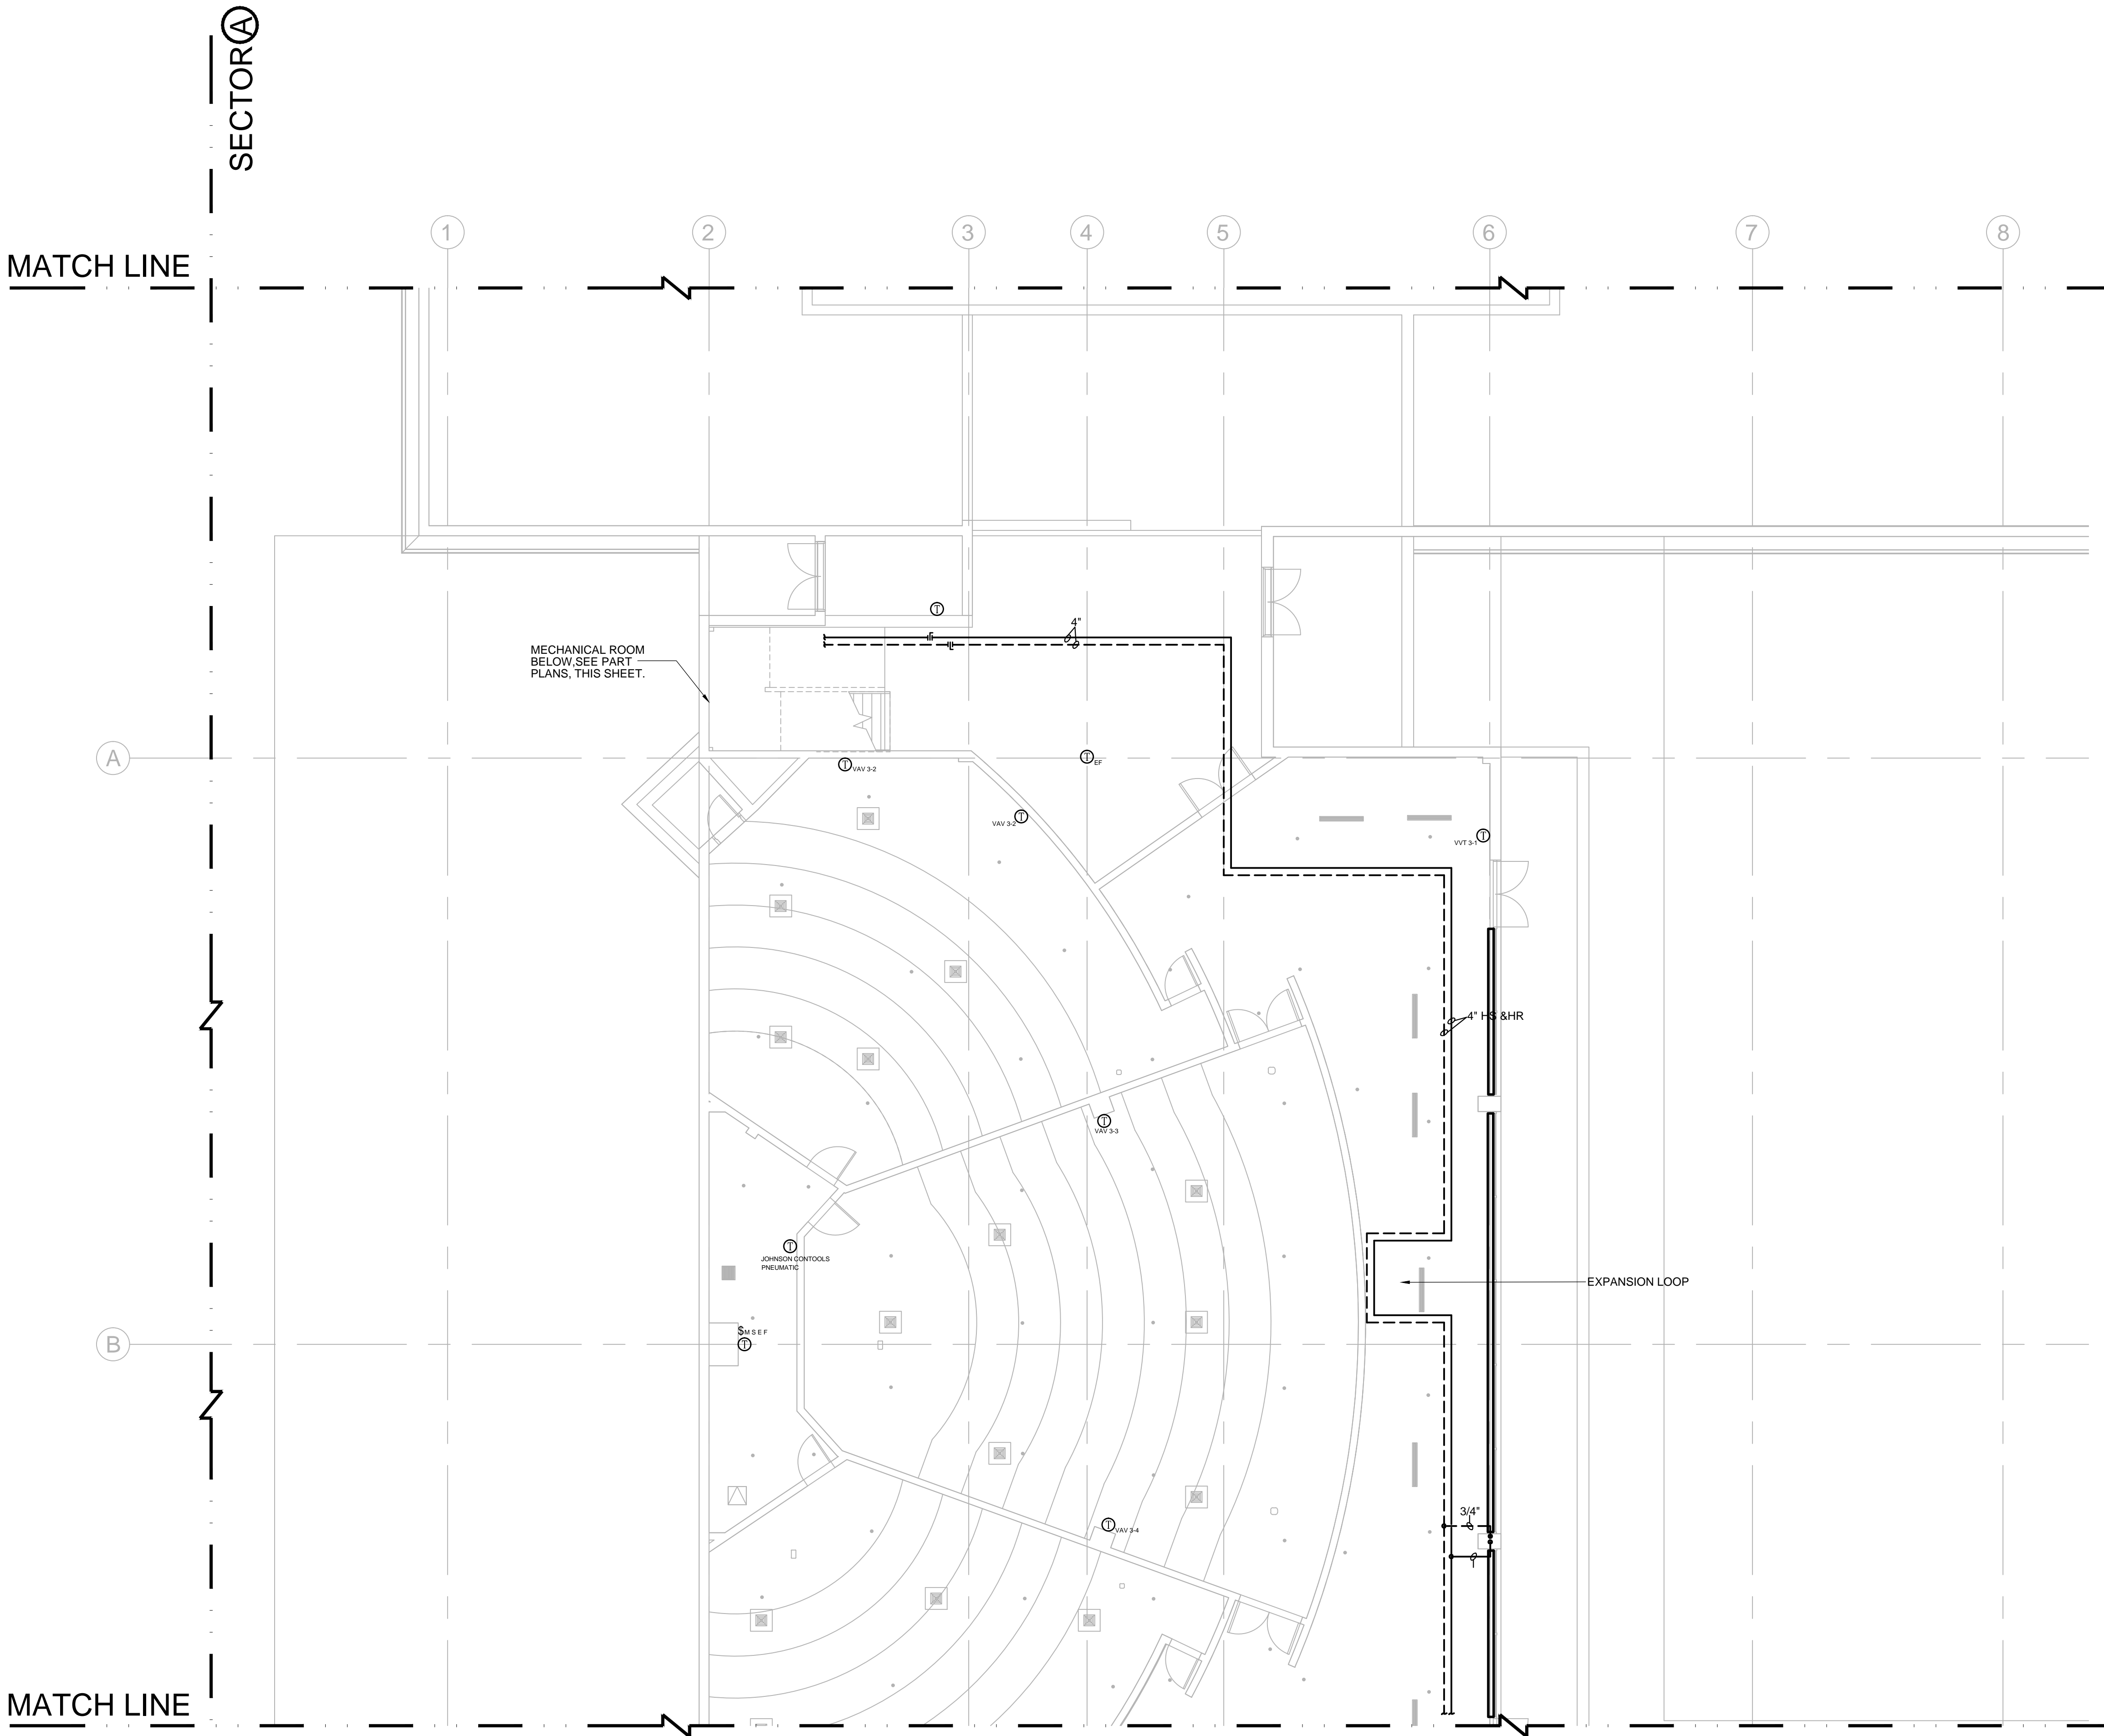 SECTOR A
1 2 3 4 5 6 7 8
MATCH LINE
4"
MECHANICAL ROOM
BELOW,SEE PART
PLANS, THIS SHEET.
T
A
T EF
T VAV 3-2
VAV 3-2 T
VVT 3-1 T
4" HS &HR
T
VAV 3-3
T
JOHNSON CONTOOLS
PNEUMATIC
EXPANSION LOOP
$ M S E F
T
B
3/4"
T VAV 3-4
MATCH LINE